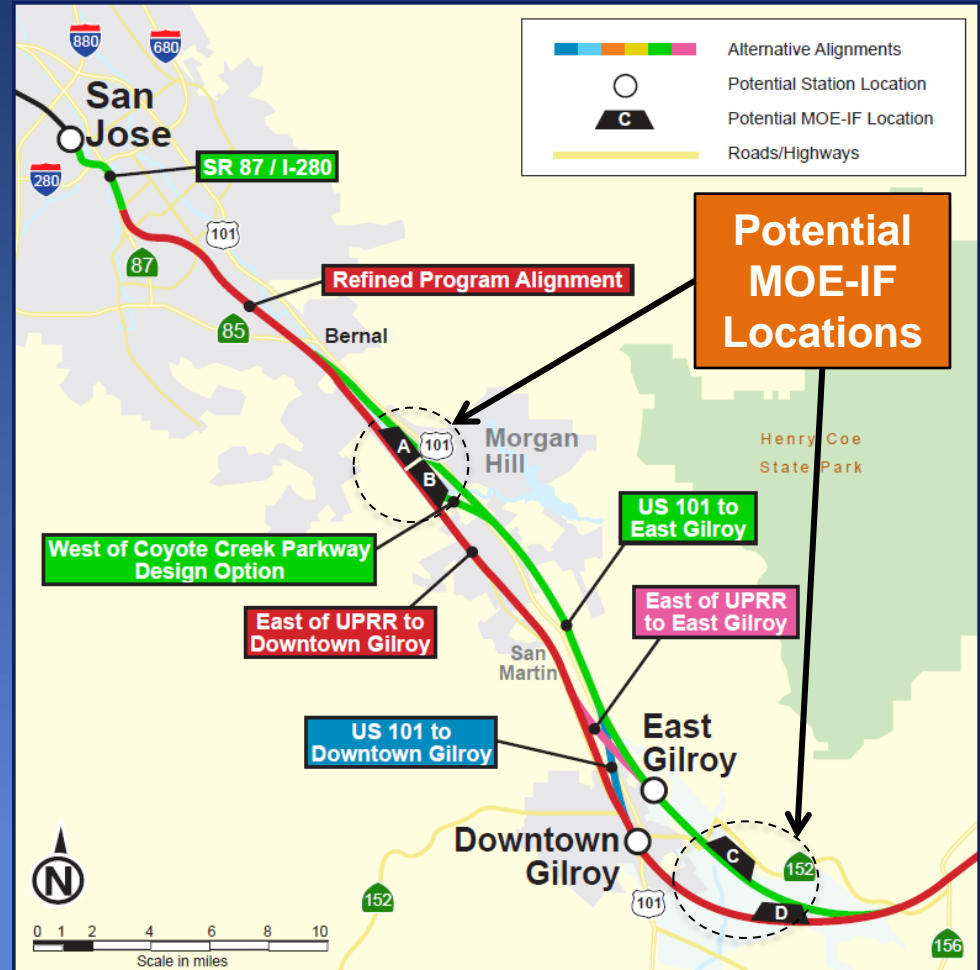 880
680
San
Jose
280
SR 87 / I-280
101
87
Refined Program Alignment
85
Bernal
Alternative Alignments
Potential Station Location
C
Potential MOE-IF Location
Roads/Highways
Potential
MOE-IF
Locations
A
101
B
Morgan
Hill
Henry Coe
State Park
West of Coyote Creek Parkway
Design Option
US 101 to
East Gilroy
East of UPRR
to East Gilroy
East of UPRR to
Downtown Gilroy
San
Martin
US 101 to
Downtown Gilroy
East
Gilroy
Downtown
Gilroy
C
152
D
101
152
156
N
0 1 2 4 6 8 10
Scale in miles